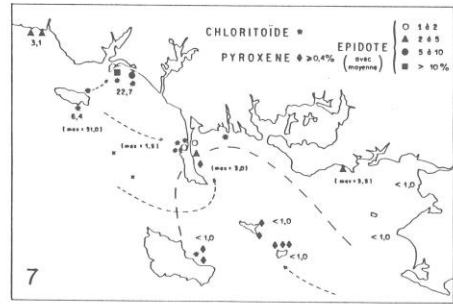 CHLORITOÏDE
PYROXENE ≥0,4%
EPIDOTE
(avec moyenne)
1 à 2
2 à 5
5 à 10
> 10 %
3,1
22,7
6,4
(max = 31,0)
(max = 1,9)
(max = 3,0)
(max = 3,9)
< 1,0
< 1,0
< 1,0
< 1,0
< 1,0
7